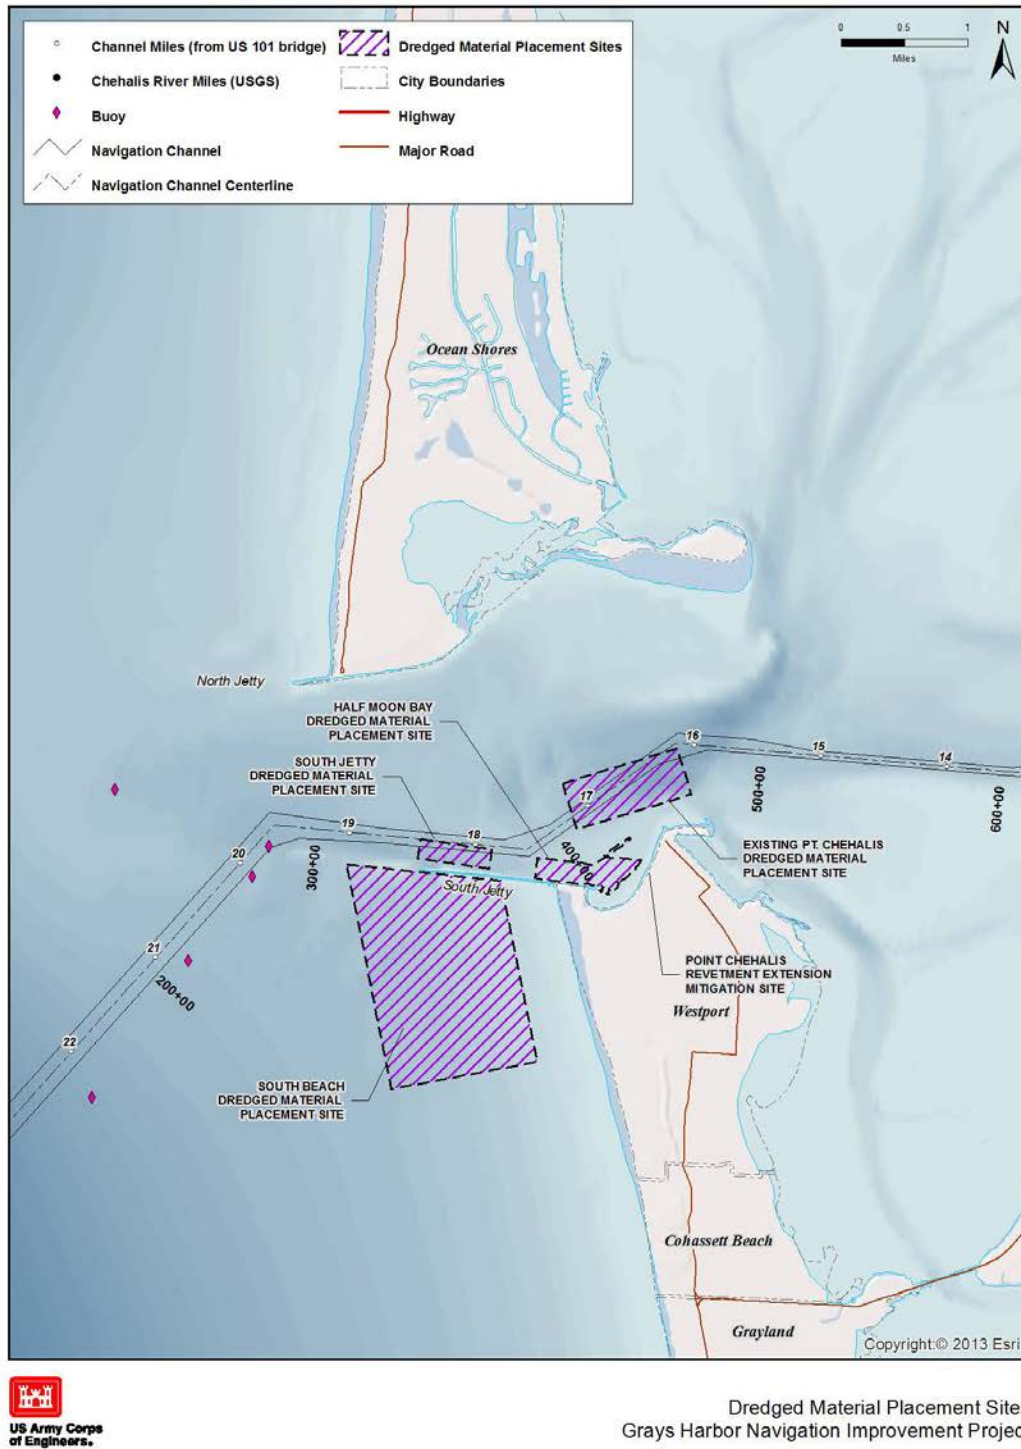 Channel Miles (from US 101 bridge)
Dredged Material Placement Sites
Chehalis River Miles (USGS)
City Boundaries
Buoy
Highway
Navigation Channel
Major Road
Navigation Channel Centerline
0 0.5 1
Miles
N
Ocean Shores
North Jetty
HALF MOON BAY
DREDGED MATERIAL
PLACEMENT SITE
SOUTH JETTY
DREDGED MATERIAL
PLACEMENT SITE
16
15
14
17
18
19
20
21
22
500+00
600+00
400+00
300+00
200+00
South Jetty
EXISTING PT. CHEHALIS
DREDGED MATERIAL
PLACEMENT SITE
POINT CHEHALIS
REVETMENT EXTENSION
MITIGATION SITE
Westport
SOUTH BEACH
DREDGED MATERIAL
PLACEMENT SITE
Cohassett Beach
Grayland
Copyright:© 2013 Esri
US Army Corps
of Engineers.
Dredged Material Placement Site
Grays Harbor Navigation Improvement Projec